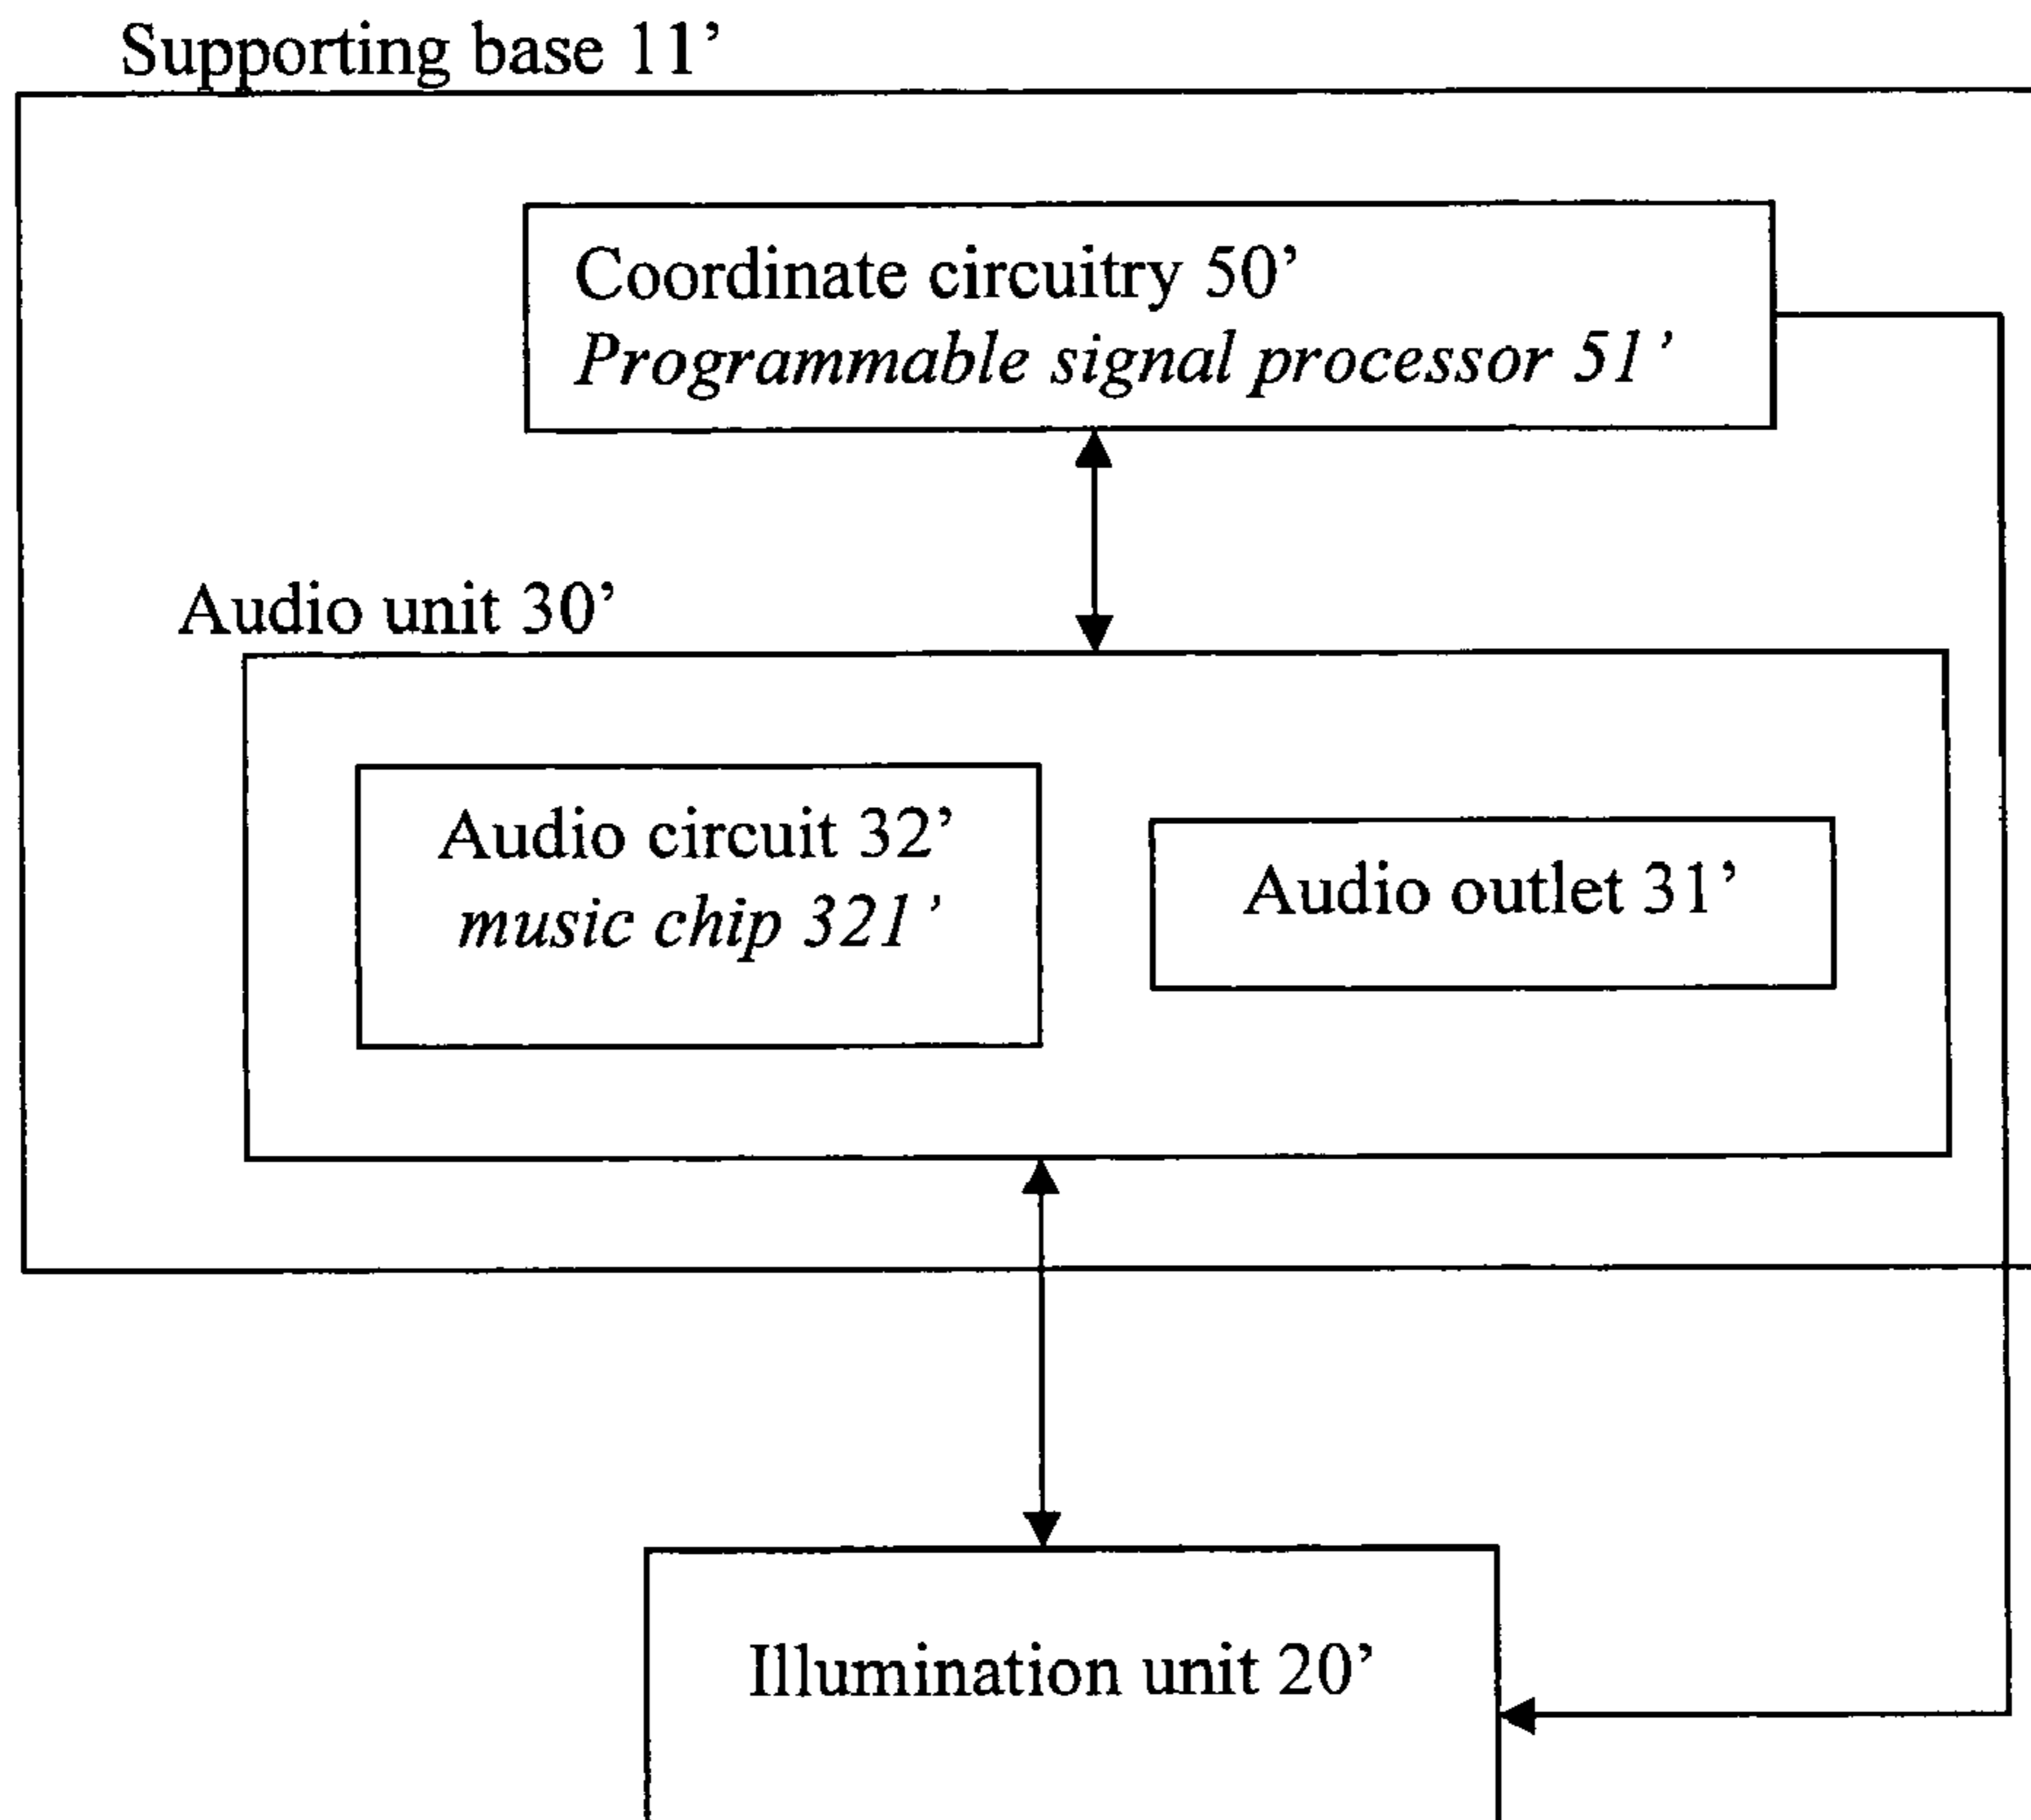 Supporting base 11’
Coordinate circuitry 50’
Programmable signal processor 51’
Audio unit 30’
Audio circuit 32’
music chip 321’
Audio outlet 31’
Illumination unit 20’